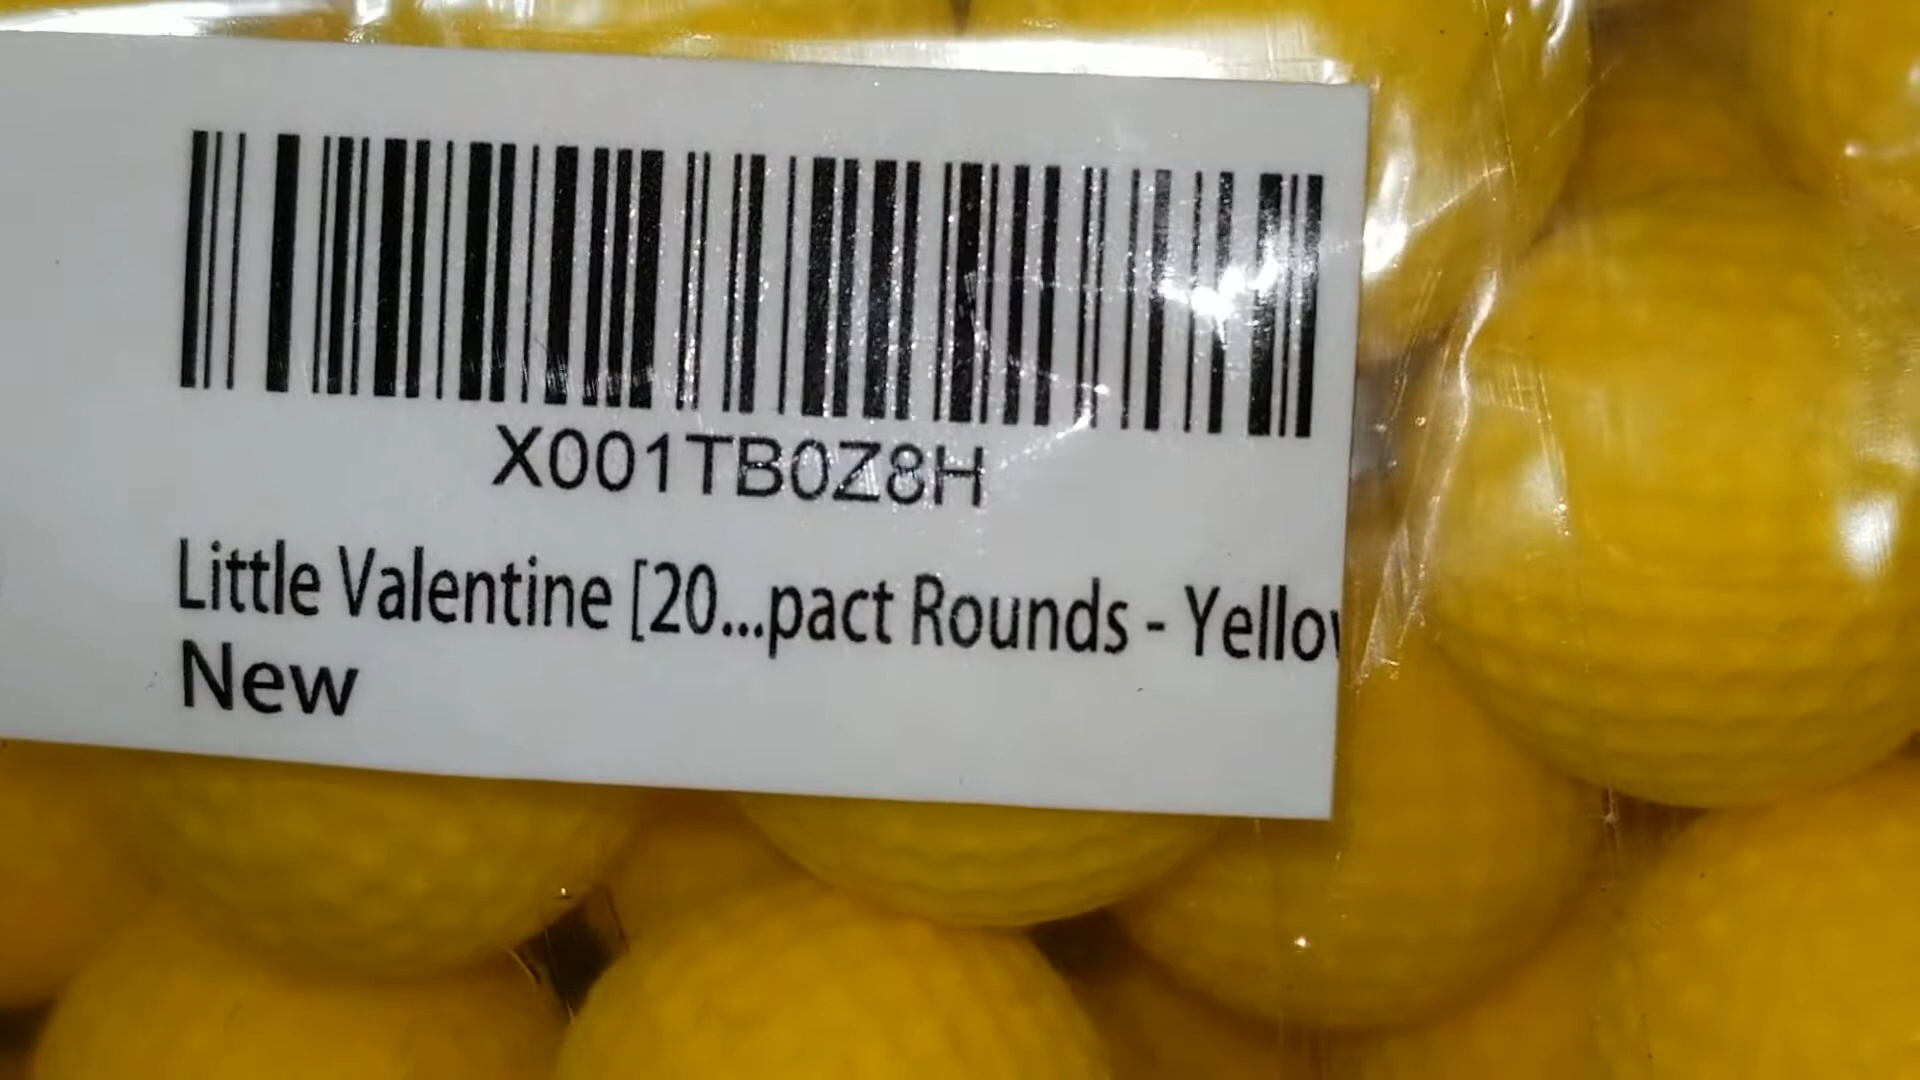 X001TB0Z8H
Little Valentine [20...pact Rounds - Yello
New